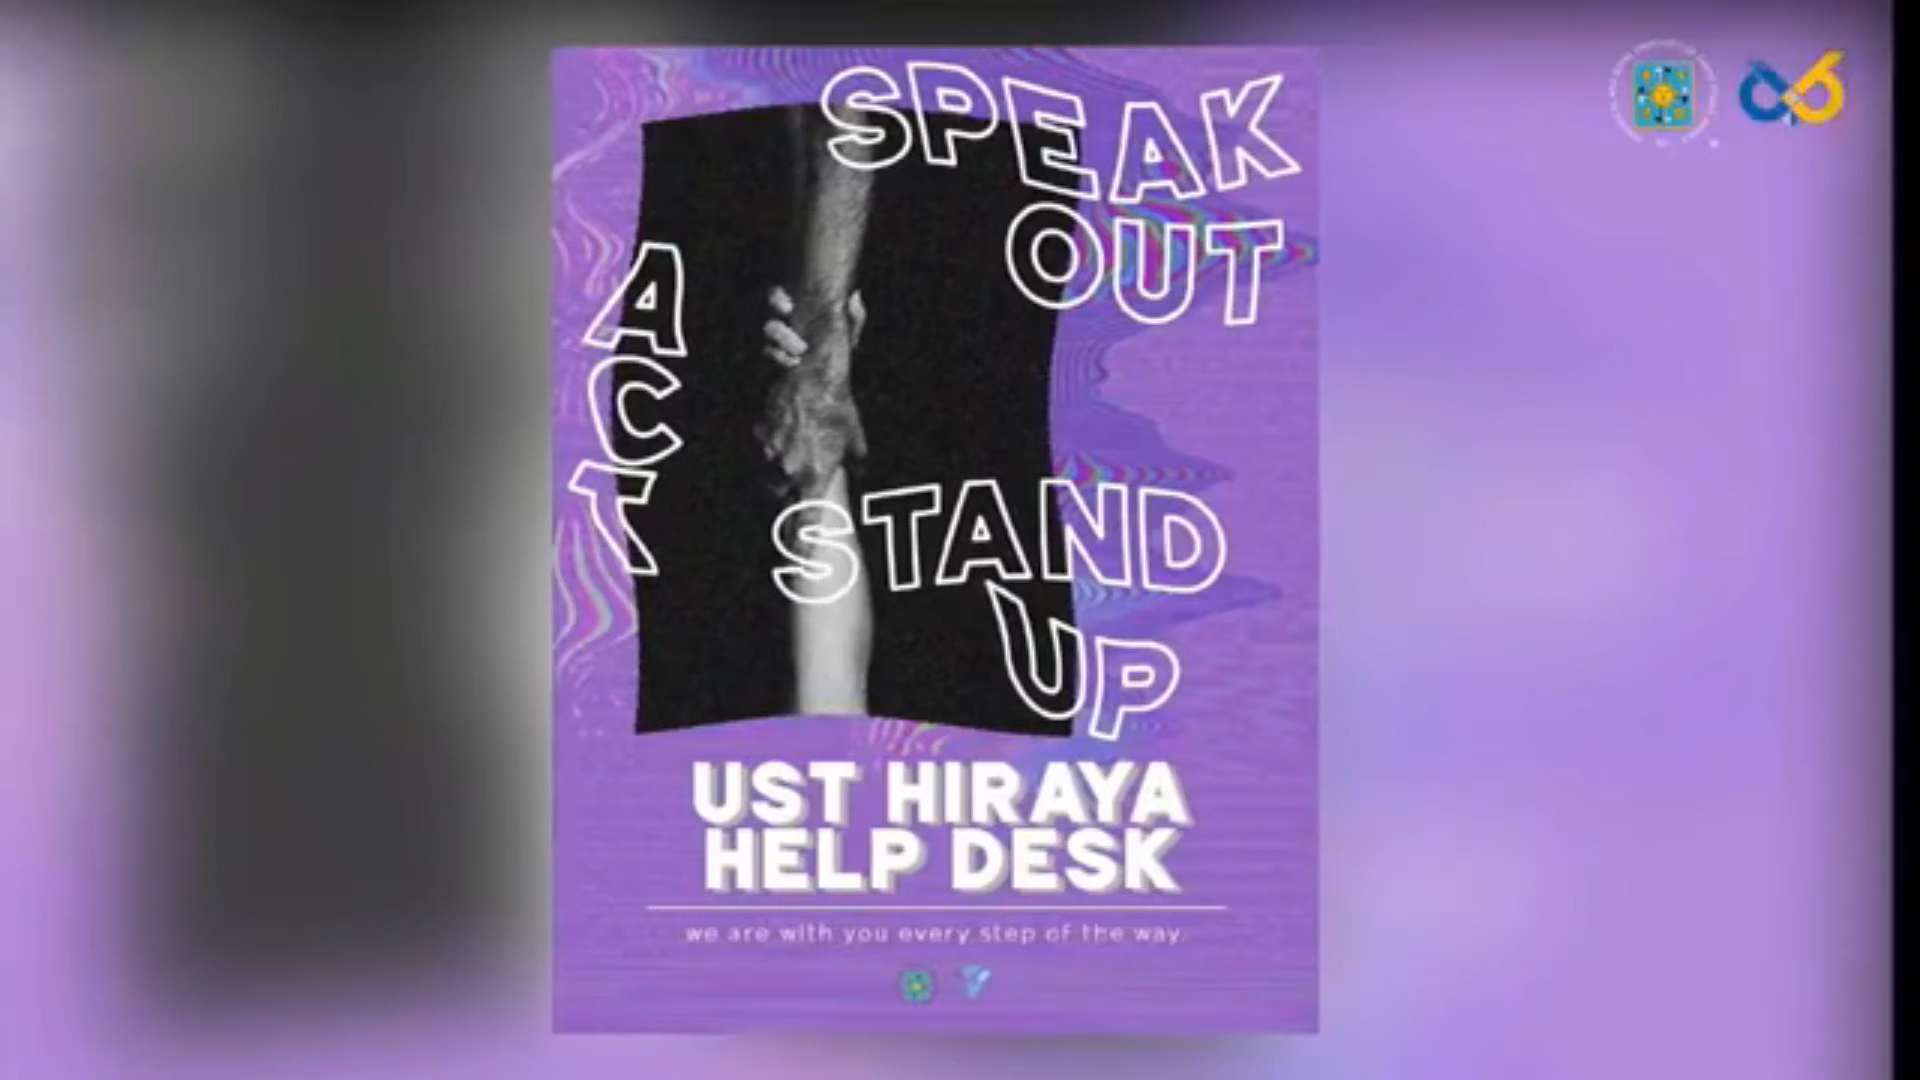 SPEAK
OUT
ACT
STAND
UP
UST HIRAYA
HELP DESK
we are with you every step of the way.